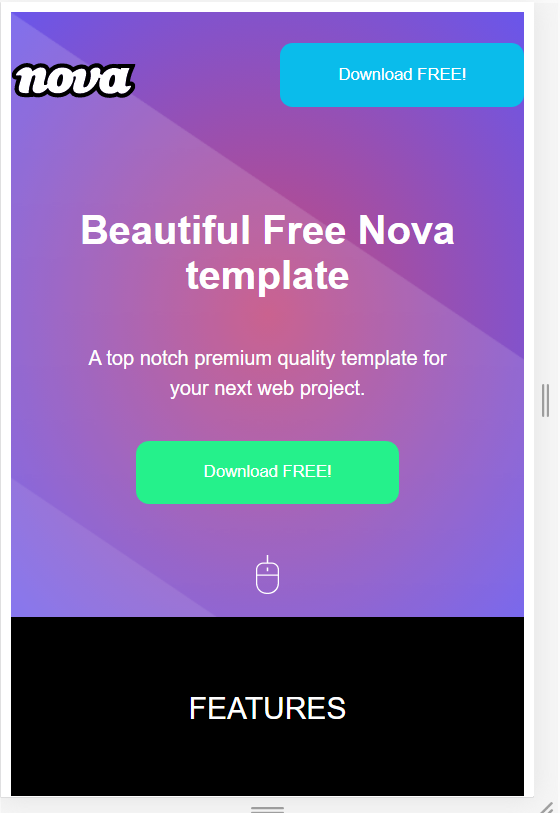 nova
Download FREE!
Beautiful Free Nova
template
A top notch premium quality template for
your next web project.
Download FREE!
FEATURES